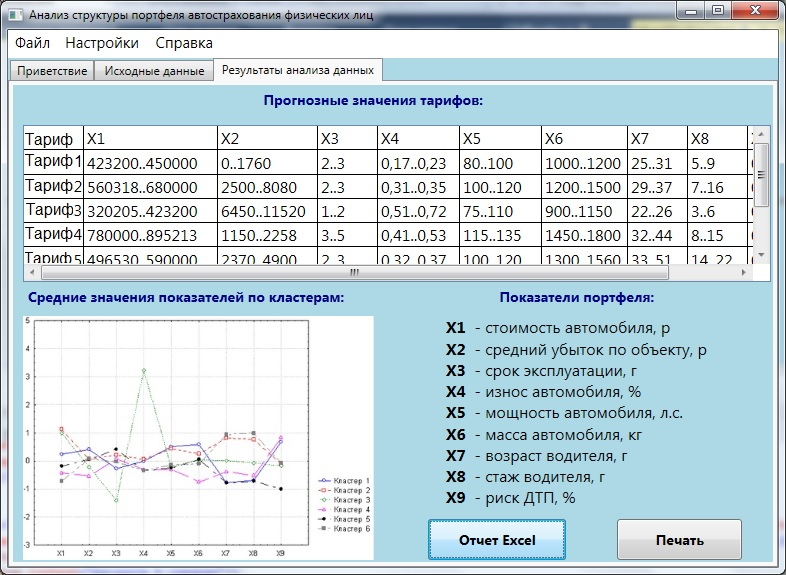 Анализ структуры портфеля автострахования физических лиц
Файл Настройки Справка
Приветствие Исходные данные Результаты анализа данных
Прогнозные значения тарифов:
Тариф X1 X2 X3 X4 X5 X6 X7 X8
Тариф1 423200..450000 0..1760 2..3 0,17..0,23 80..100 1000..1200 25..31 5..9
Тариф2 560318..680000 2500..8080 2..3 0,31..0,35 100..120 1200..1500 29..37 7..16
Тариф3 320205..423200 6450..11520 1..2 0,51..0,72 75..110 900..1150 22..26 3..6
Тариф4 780000..895213 1150..2258 3..5 0,41..0,53 115..135 1450..1800 32..44 8..15
Тариф5 496530..590000 2370..4900 2..3 0,32..0,37 100..120 1300..1560 33..51 14..22
Средние значения показателей по кластерам:
5
4
3
2
1
0
-1
-2
-3
X1 X2 X3 X4 X5 X6 X7 X8 X9
Кластер 1
Кластер 2
Кластер 3
Кластер 4
Кластер 5
Кластер 6
Показатели портфеля:
X1 - стоимость автомобиля, р
X2 - средний убыток по объекту, р
X3 - срок эксплуатации, г
X4 - износ автомобиля, %
X5 - мощность автомобиля, л.с.
X6 - масса автомобиля, кг
X7 - возраст водителя, г
X8 - стаж водителя, г
X9 - риск ДТП, %
Отчет Excel Печать